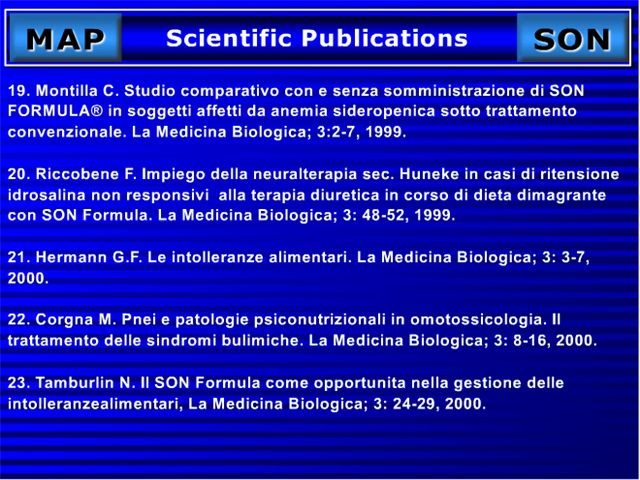 MAP Scientific Publications SON
19. Montilla C. Studio comparativo con e senza somministrazione di SON
FORMULA® in soggetti affetti da anemia sideropenica sotto trattamento
convenzionale. La Medicina Biologica; 3:2-7, 1999.
20. Riccobene F. Impiego della neuralterapia sec. Huneke in casi di ritensione
idrosalina non responsivi  alla terapia diuretica in corso di dieta dimagrante
con SON Formula. La Medicina Biologica; 3: 48-52, 1999.
21. Hermann G.F. Le intolleranze alimentari. La Medicina Biologica; 3: 3-7,
2000.
22. Corgna M. Pnei e patologie psiconutrizionali in omotossicologia. Il
trattamento delle sindromi bulimiche. La Medicina Biologica; 3: 8-16, 2000.
23. Tamburlin N. Il SON Formula come opportunita nella gestione delle
intolleranzealimentari, La Medicina Biologica; 3: 24-29, 2000.